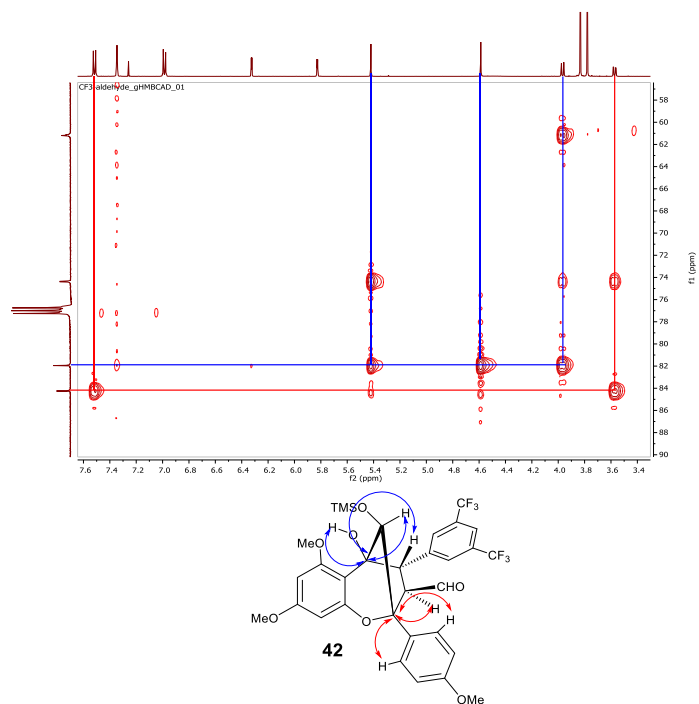 CF3-aldehyde_gHMBCAD_01
58
60
62
64
66
68
70
72
74
76
78
80
82
84
86
88
90
f1 (ppm)
7.6 7.4 7.2 7.0 6.8 6.6 6.4 6.2 6.0 5.8 5.6 5.4 5.2 5.0 4.8 4.6 4.4 4.2 4.0 3.8 3.6 3.4
f2 (ppm)
TMSO H CF3
H O H
MeO CF3
CHO
MeO O H H
42 H
MeO